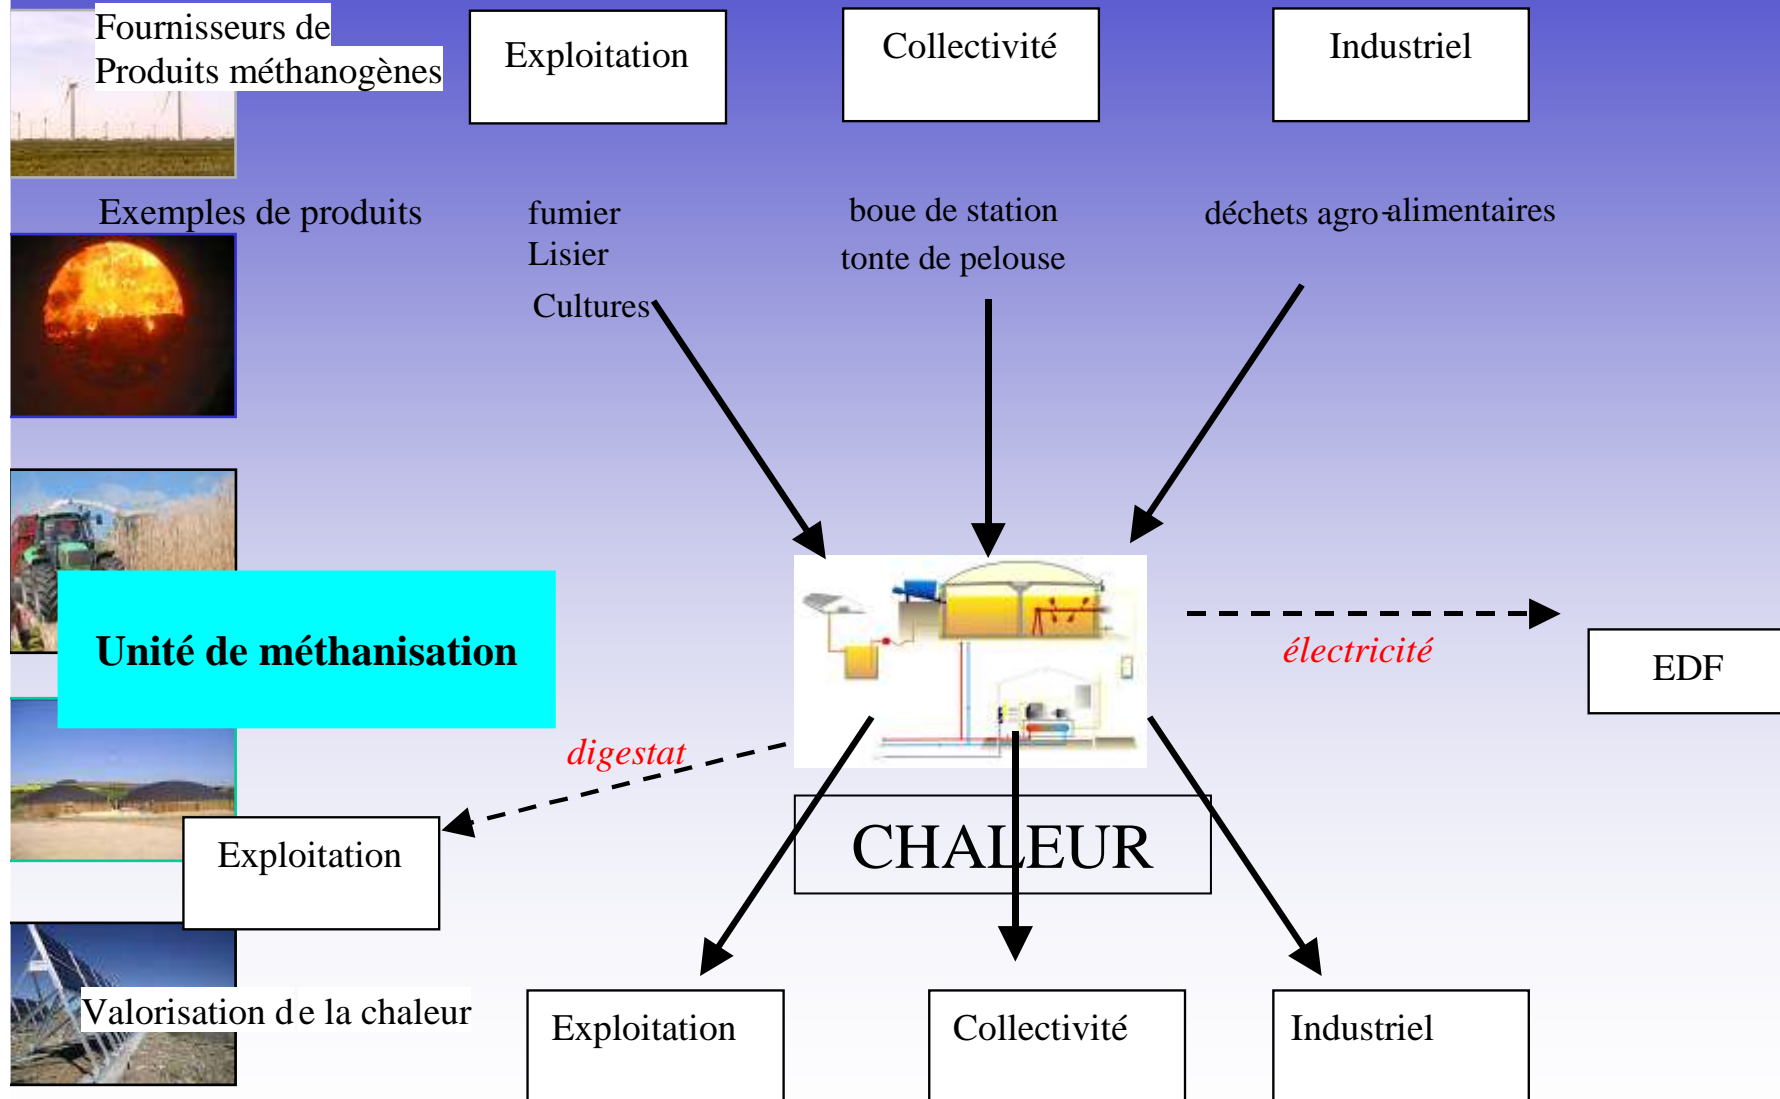 Fournisseurs de
Produits méthanogènes
Exploitation
Collectivité
Industriel
Exemples de produits
fumier
Lisier
Cultures
boue de station
tonte de pelouse
déchets agro-alimentaires
Unité de méthanisation
électricité
EDF
digestat
Exploitation
CHALEUR
Valorisation de la chaleur
Exploitation
Collectivité
Industriel